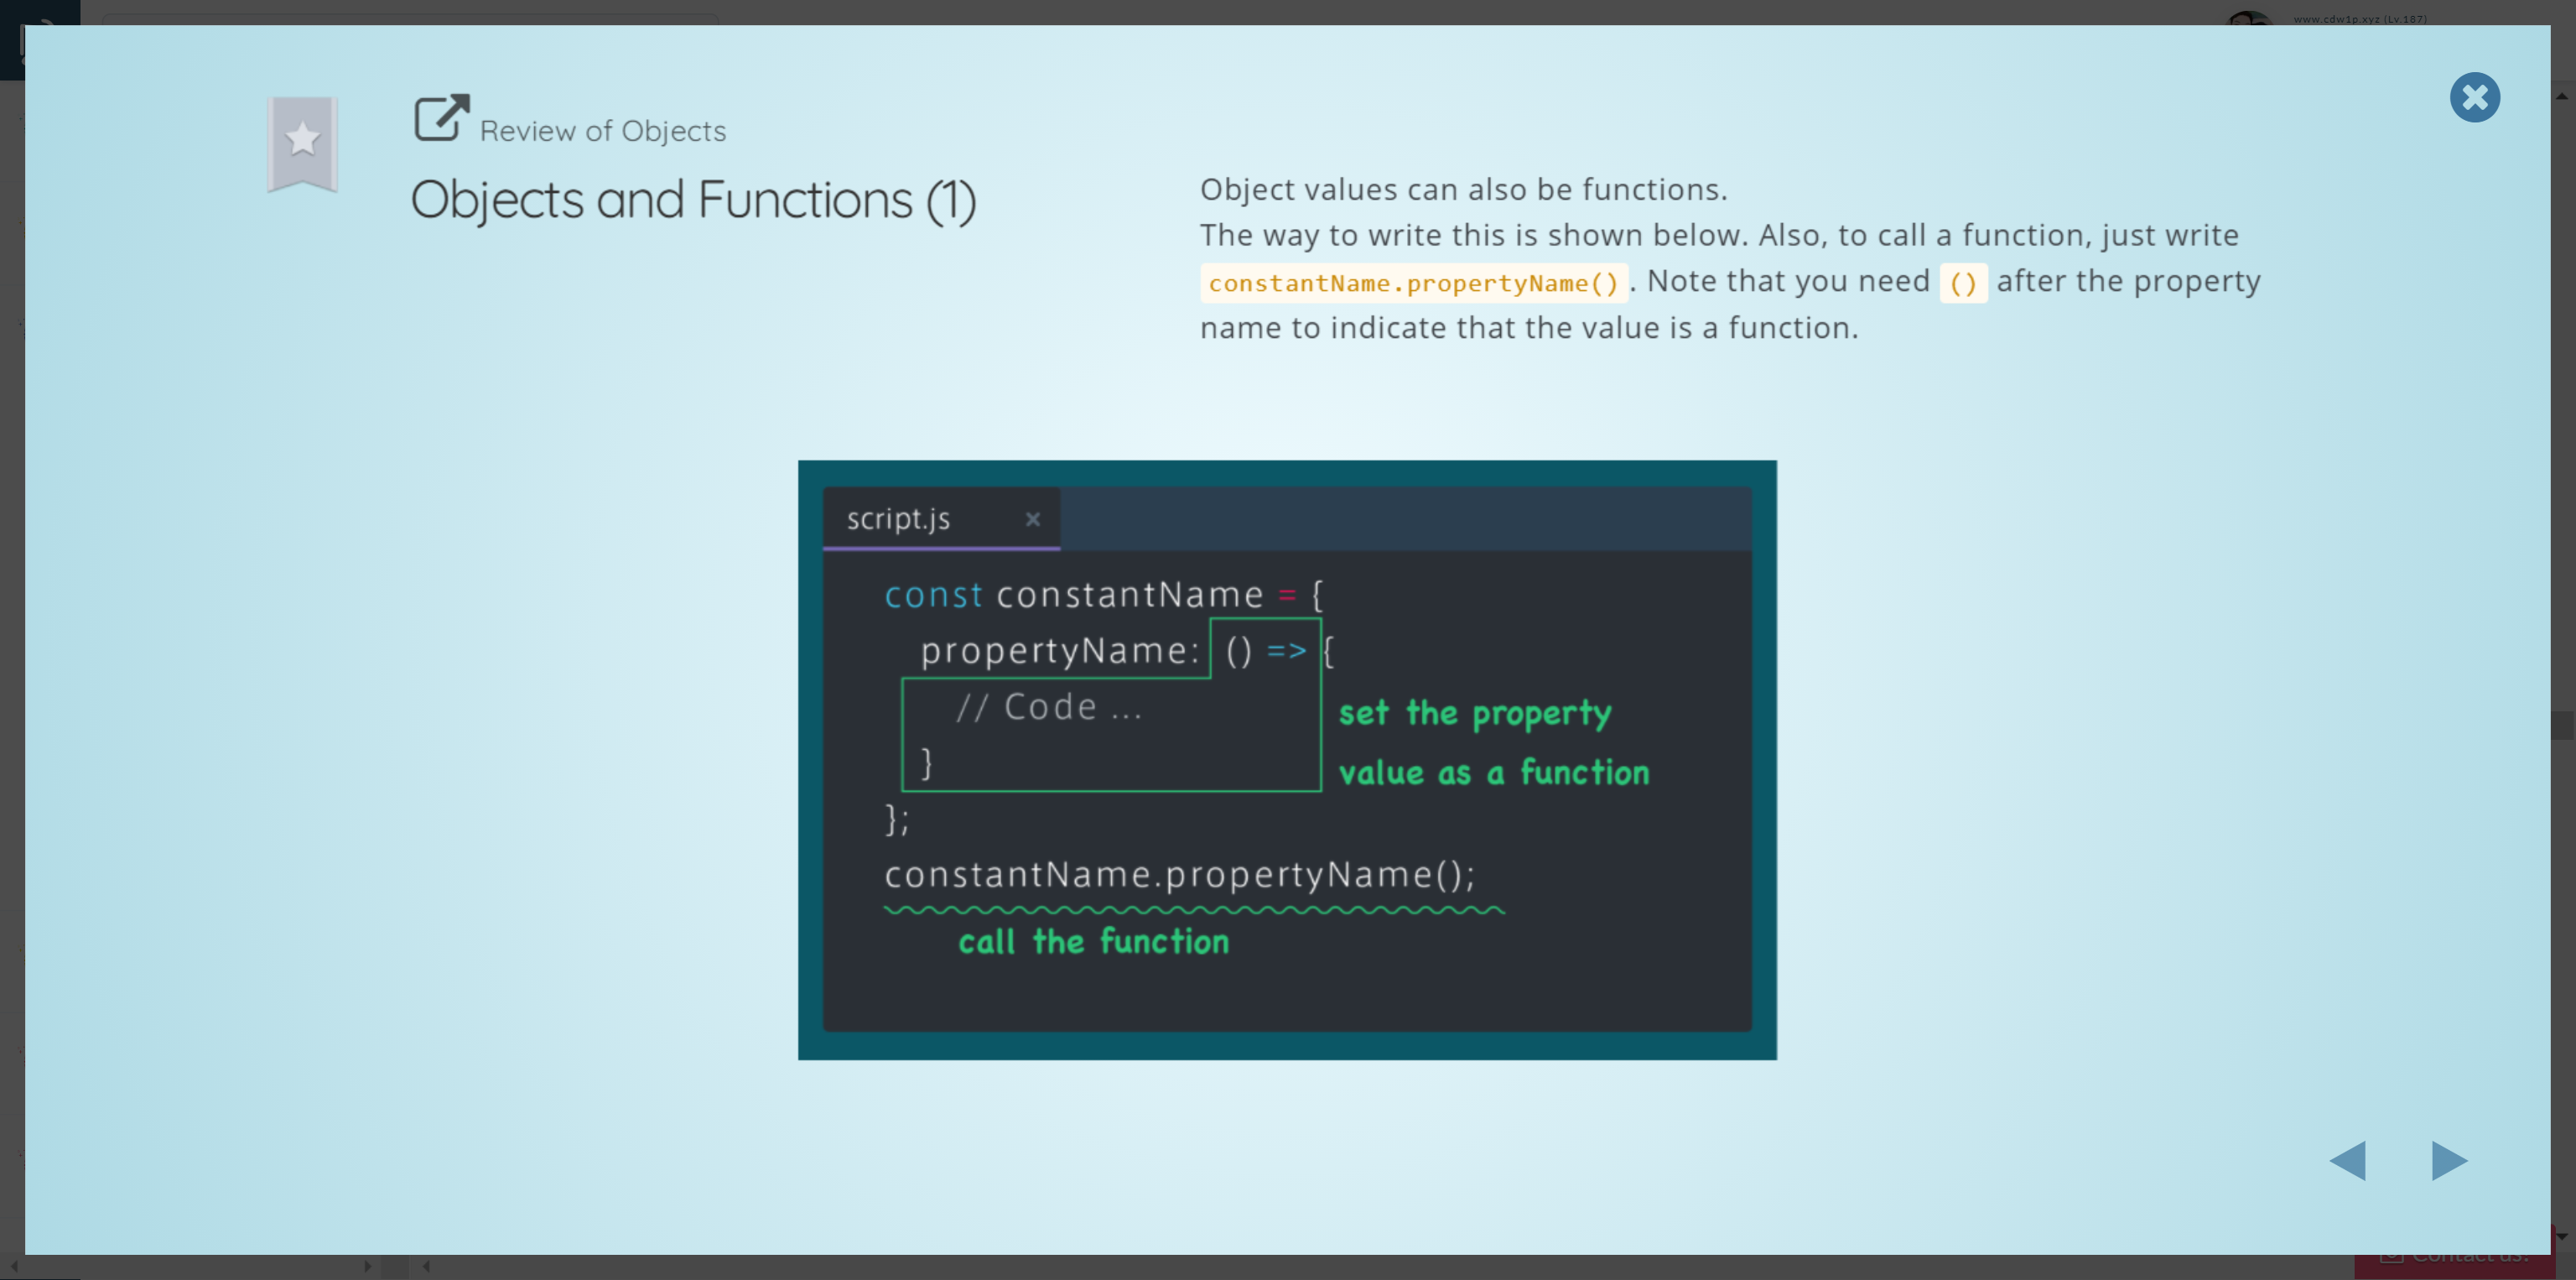 www.cdw1p.xyz (Lv.187)
Review of Objects
Objects and Functions (1)
Object values can also be functions.
The way to write this is shown below. Also, to call a function, just write
constantName.propertyName() . Note that you need () after the property
name to indicate that the value is a function.
script.js ×
const constantName = {
propertyName: () => {
// Code ...
}
};
set the property
value as a function
constantName.propertyName();
call the function
Contact us!